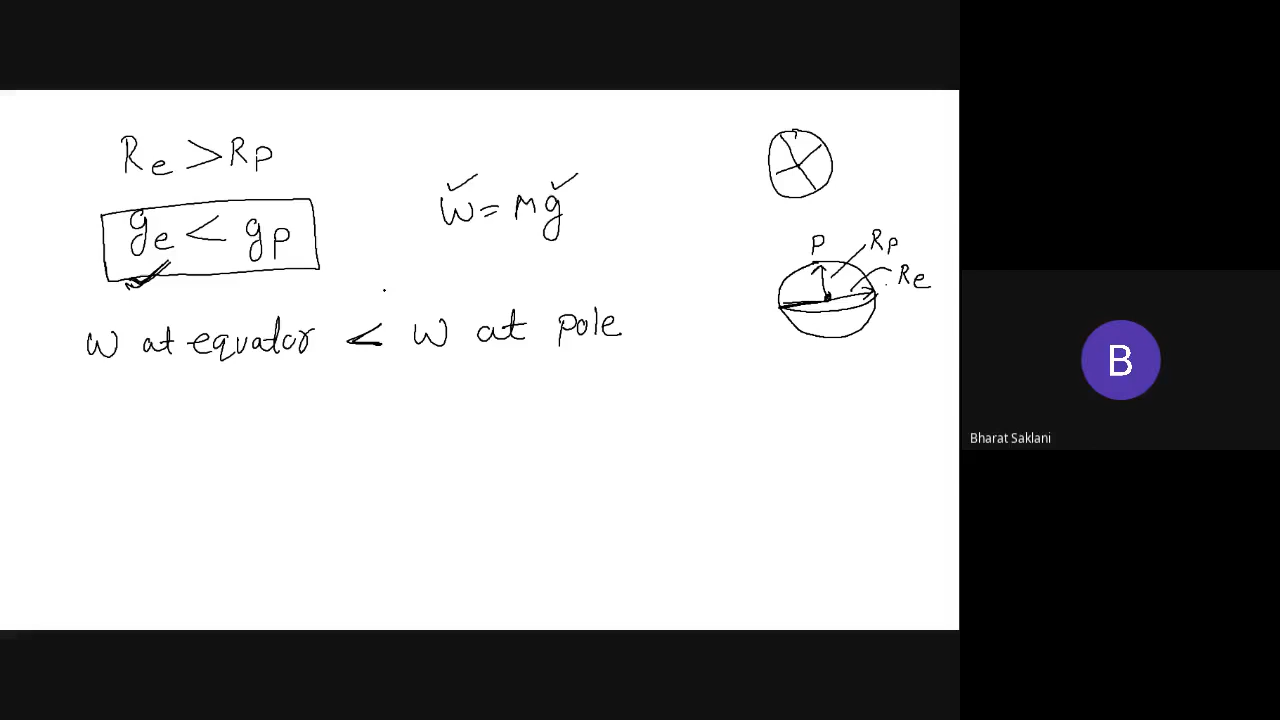 Re > Rp
ge < gp
w = mg
w at equator < w at pole
P
Rp
Re
B
Bharat Saklani